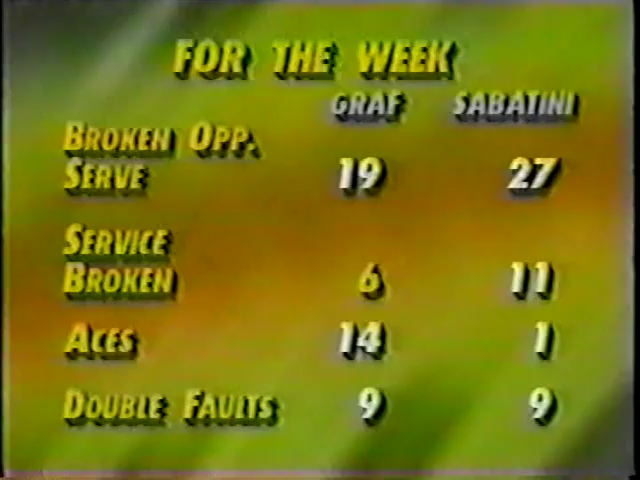 FOR THE WEEK
GRAF SABATINI
BROKEN OPP.
SERVE 19 27
SERVICE
BROKEN 6 11
ACES 14 1
DOUBLE FAULTS 9 9